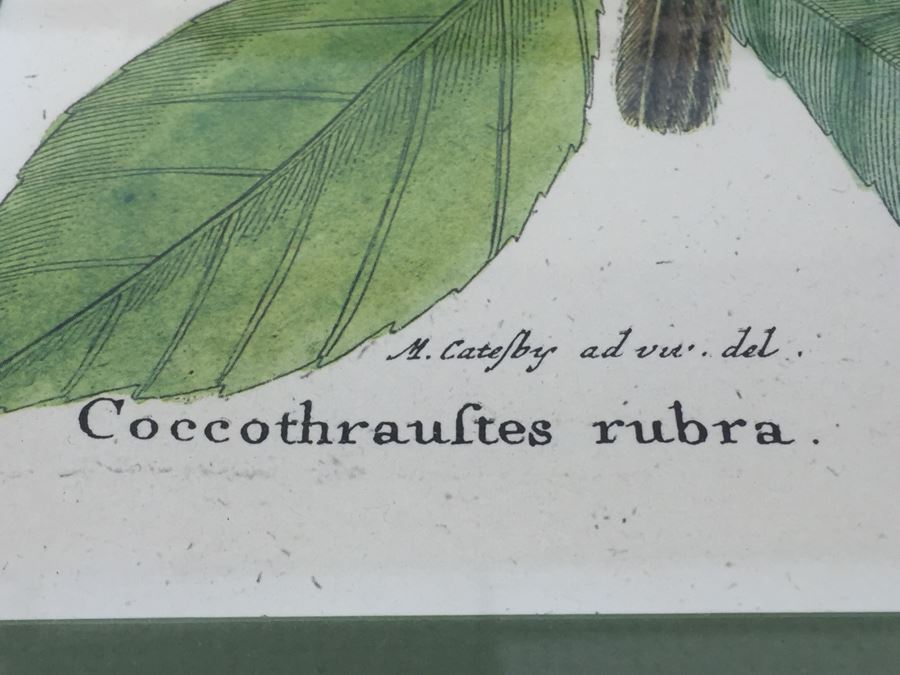 M. Cateſby ad viv. del.
Coccothrauſtes rubra.